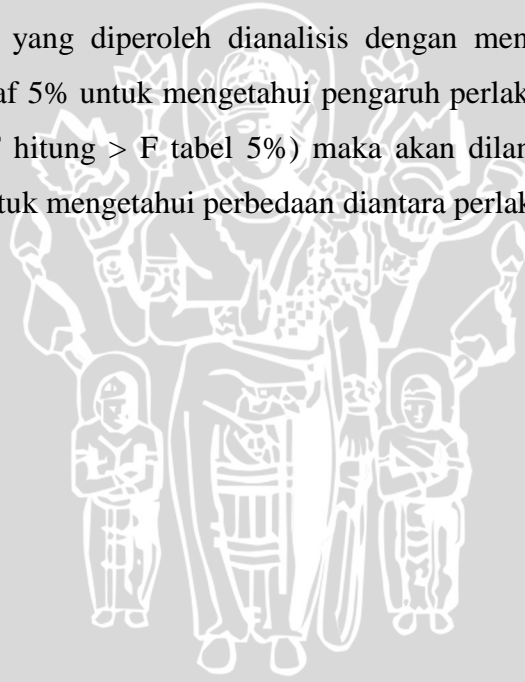 yang diperoleh dianalisis dengan men
af 5% untuk mengetahui pengaruh perlak
hitung > F tabel 5%) maka akan dilan
tuk mengetahui perbedaan diantara perlak